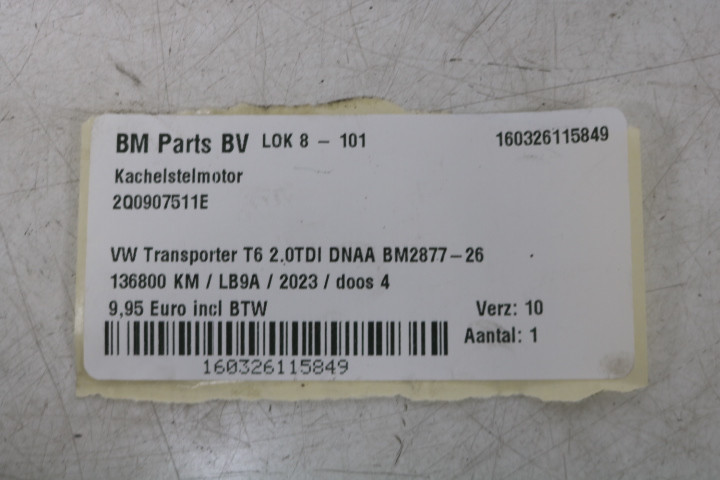 BM Parts BV LOK 8 - 101 160326115849
Kachelstelmotor
2Q0907511E
VW Transporter T6 2.0TDI DNAA BM2877-26
136800 KM / LB9A / 2023 / doos 4
9,95 Euro incl BTW Verz: 10
Aantal: 1
160326115849